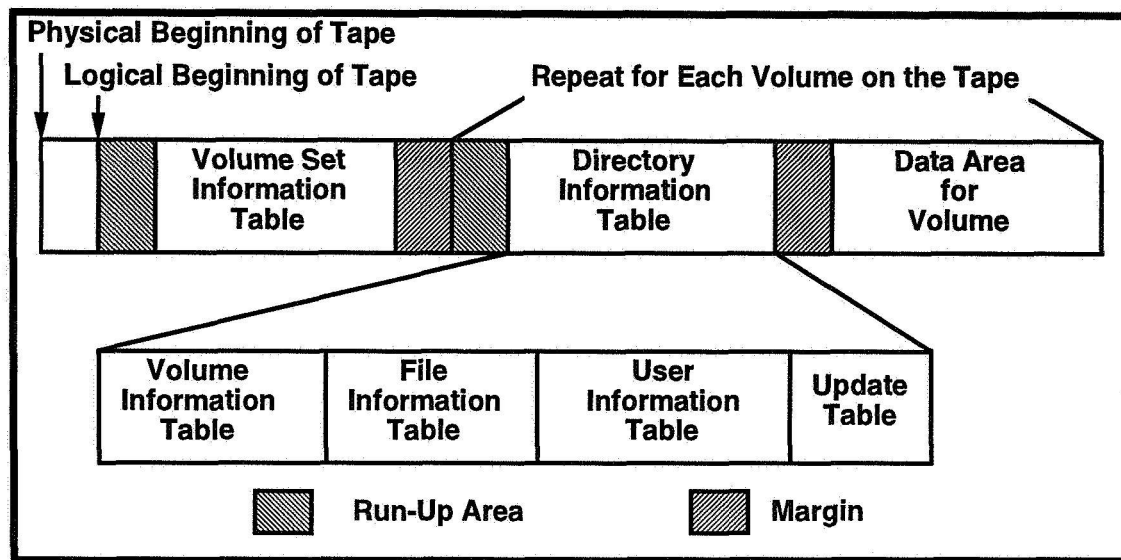 Physical Beginning of Tape
Logical Beginning of Tape
Repeat for Each Volume on the Tape
Volume Set
Information
Table
Directory
Information
Table
Data Area
for
Volume
Volume
Information
Table
File
Information
Table
User
Information
Table
Update
Table
Run-Up Area
Margin